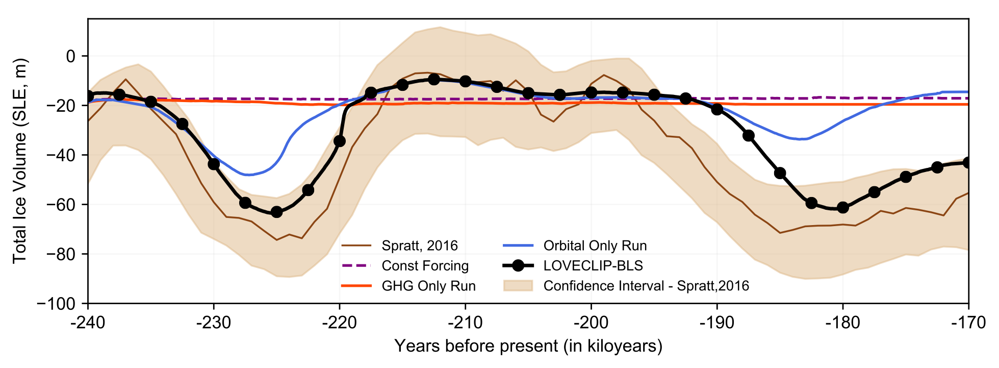 Total Ice Volume (SLE, m)
0
−20
−40
−60
−80
−100
Spratt, 2016
Const Forcing
GHG Only Run
Orbital Only Run
LOVECLIP-BLS
Confidence Interval - Spratt,2016
-240 -230 -220 -210 -200 -190 -180 -170
Years before present (in kiloyears)